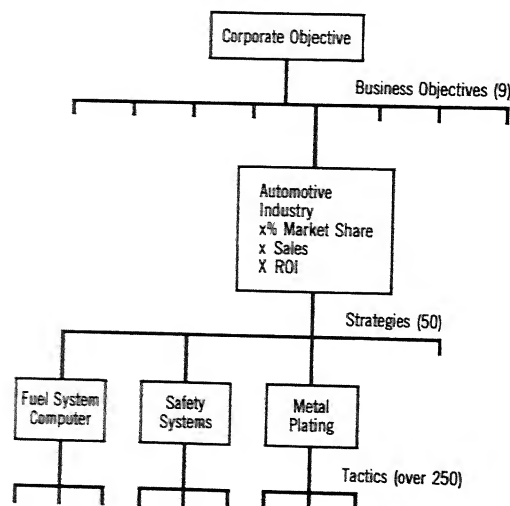 Corporate Objective
Business Objectives (9)
Automotive
Industry
x% Market Share
x Sales
X ROI
Strategies (50)
Fuel System
Computer
Safety
Systems
Metal
Plating
Tactics (over 250)